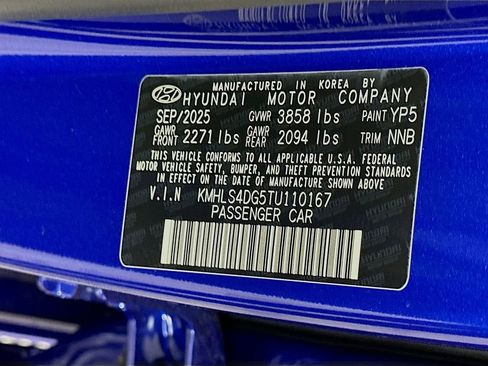 MANUFACTURED IN KOREA BY
HYUNDAI MOTOR COMPANY
SEP/2025 GVWR 3858 lbs PAINT YP5
GAWR FRONT 2271 lbs GAWR REAR 2094 lbs TRIM NNB
THIS VEHICLE CONFORMS TO ALL APPLICABLE U.S.A. FEDERAL
MOTOR VEHICLE SAFETY, BUMPER, AND THEFT PREVENTION STANDARDS
IN EFFECT ON THE DATE OF MANUFACTURE SHOWN ABOVE
V.I.N KMHLS4DG5TU110167
PASSENGER CAR